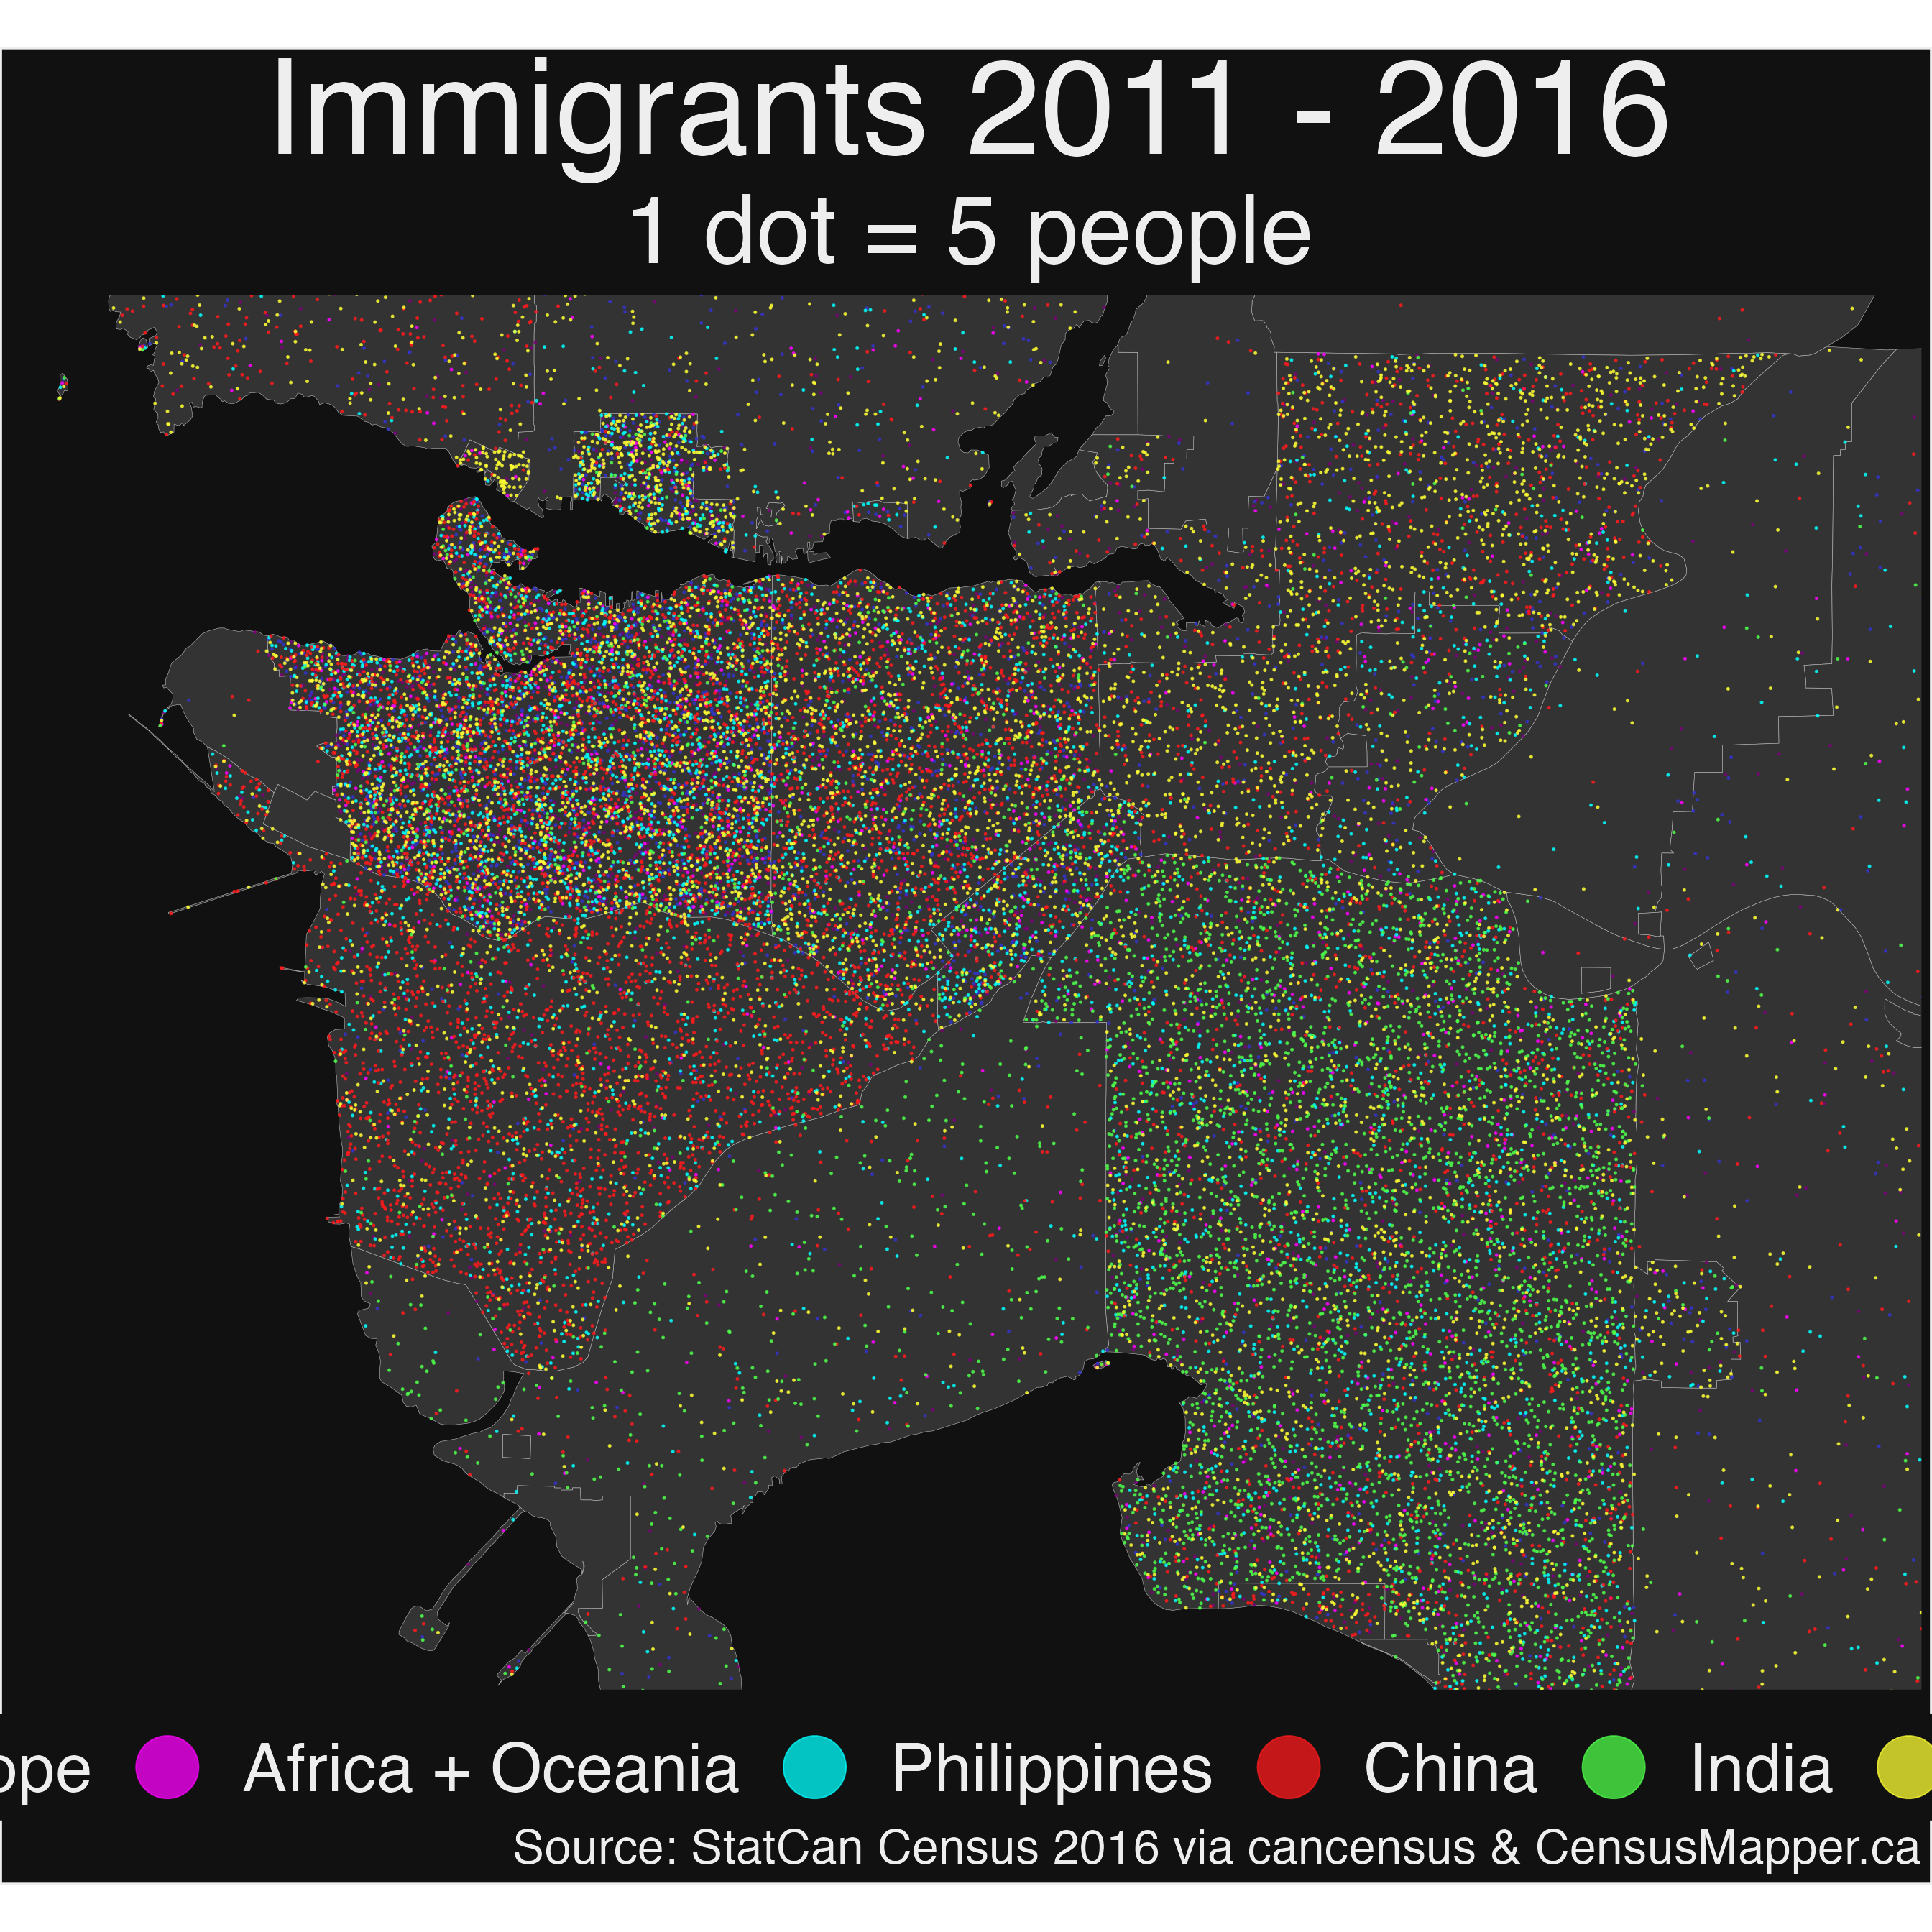 Immigrants 2011 - 2016
1 dot = 5 people
ope Africa + Oceania Philippines China India
Source: StatCan Census 2016 via cancensus & CensusMapper.ca